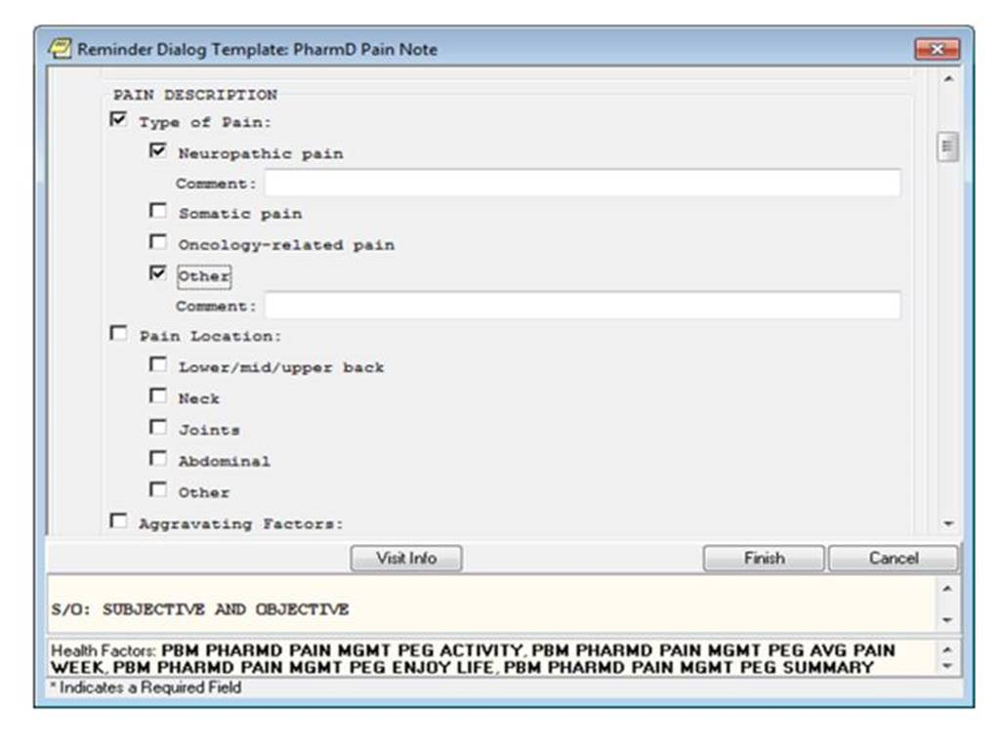 Reminder Dialog Template: PharmD Pain Note
PAIN DESCRIPTION
Type of Pain:
Neuropathic pain
Comment:
Somatic pain
Oncology-related pain
Other
Comment:
Pain Location:
Lower/mid/upper back
Neck
Joints
Abdominal
Other
Aggravating Factors:
Visit Info Finish Cancel
S/O: SUBJECTIVE AND OBJECTIVE
Health Factors: PBM PHARMD PAIN MGMT PEG ACTIVITY, PBM PHARMD PAIN MGMT PEG AVG PAIN
WEEK, PBM PHARMD PAIN MGMT PEG ENJOY LIFE, PBM PHARMD PAIN MGMT PEG SUMMARY
* Indicates a Required Field